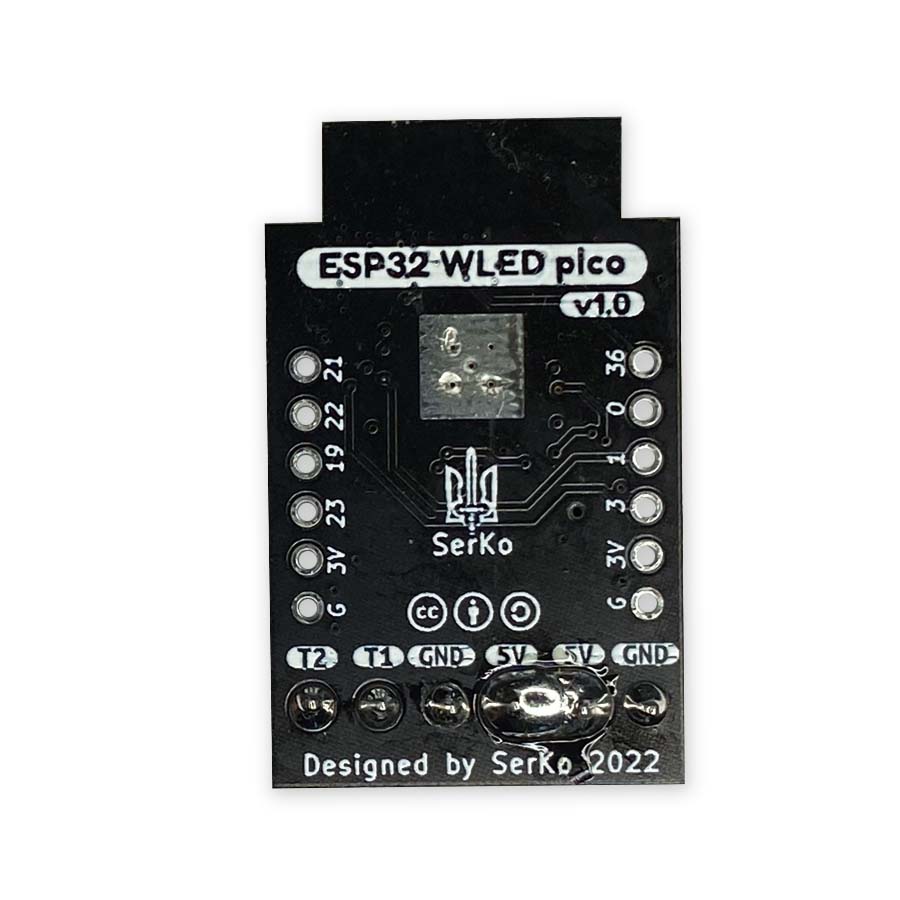 ESP32 WLED pico
v1.0
21
36
22
0
19
1
23
3
3V
3V
G
G
SerKo
cc
T2 T1 GND 5V 5V GND
Designed by SerKo 2022